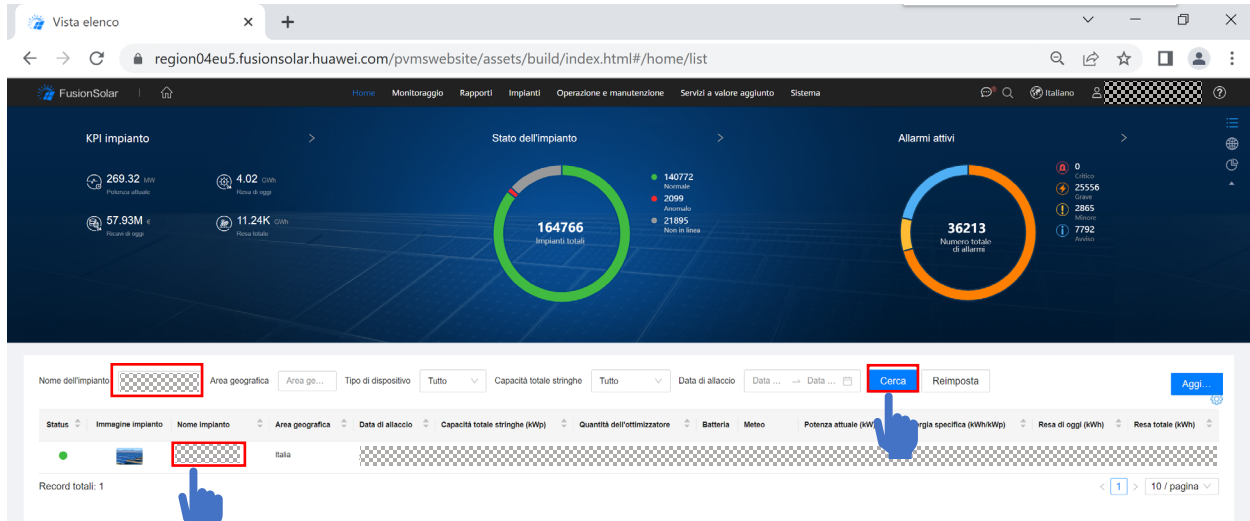 Vista elenco
region04eu5.fusionsolar.huawei.com/pvmswebsite/assets/build/index.html#/home/list
FusionSolar Home Monitoraggio Rapporti Impianti Operazione e manutenzione Servizi a valore aggiunto Sistema Italiano
KPI impianto
269.32 MW
Potenza attuale
4.02 GWh
Resa di oggi
57.93M €
Ricavi di oggi
11.24K GWh
Resa totale
Stato dell'impianto
164766
Impianti totali
140772
Normale
2099
Anomalo
21895
Non in linea
Allarmi attivi
36213
Numero totale
di allarmi
0
Critico
25556
Grave
2865
Minore
7792
Avviso
Nome dell'impianto Area geografica Area ge... Tipo di dispositivo Tutto Capacità totale stringhe Tutto Data di allaccio Data ... → Data ... Cerca Reimposta
Aggi...
Status Immagine impianto Nome impianto Area geografica Data di allaccio Capacità totale stringhe (kWp) Quantità dell'ottimizzatore Batteria Meteo Potenza attuale (kW) specifica (kWh/kWp) Resa di oggi (kWh) Resa totale (kWh)
Italia
Record totali: 1
< 1 > 10 / pagina